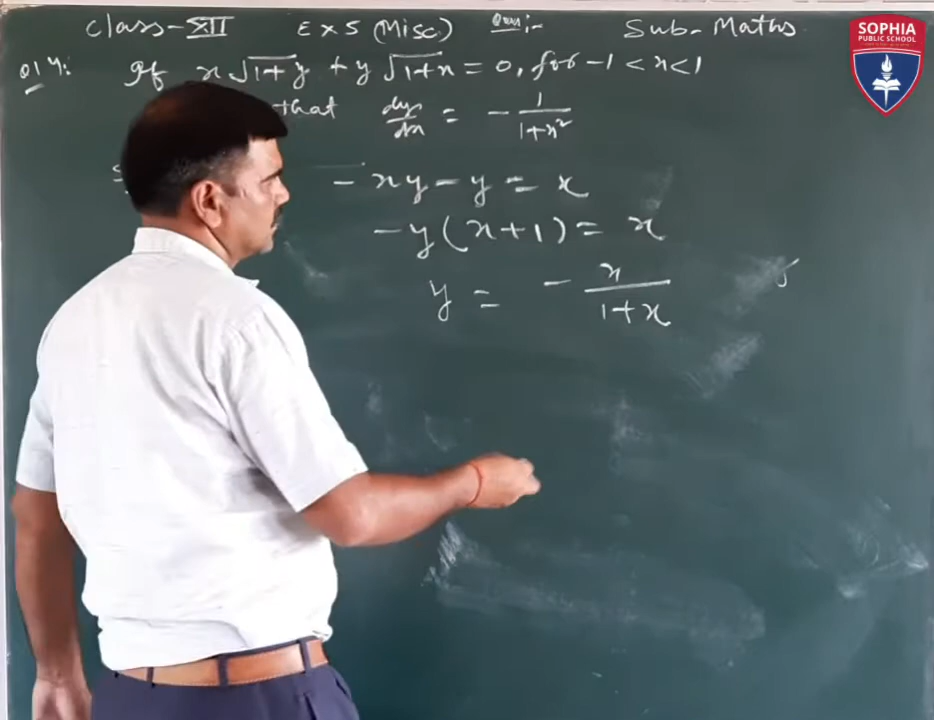 Class-XII Ex 5 (Misc) Ques:- Sub-Maths
Q14: If x√1+y + y√1+x = 0, for -1 < x < 1
that dy/dx = - 1/1+x²
- xy - y = x
- y(x+1) = x
y = - x/1+x
SOPHIA
PUBLIC SCHOOL